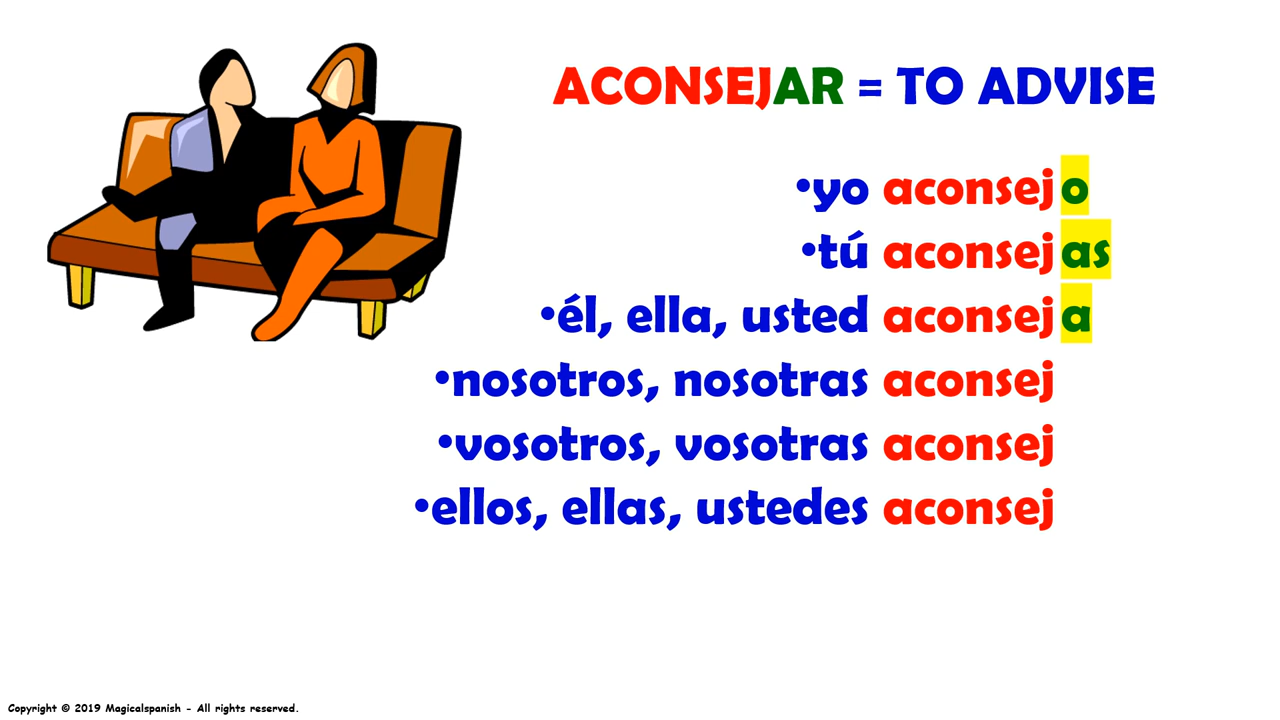 ACONSEJAR = TO ADVISE
•yo aconsejo
•tú aconsejas
•él, ella, usted aconseja
•nosotros, nosotras aconsej
•vosotros, vosotras aconsej
•ellos, ellas, ustedes aconsej
Copyright © 2019 Magicalspanish - All rights reserved.